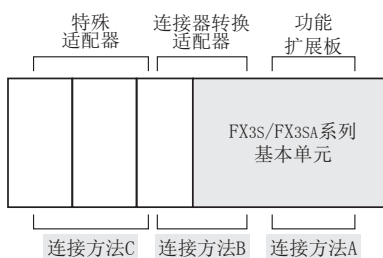 特殊
适配器
连接器转换
适配器
功能
扩展板
FX3S/FX3SA系列
基本单元
连接方法C
连接方法B
连接方法A